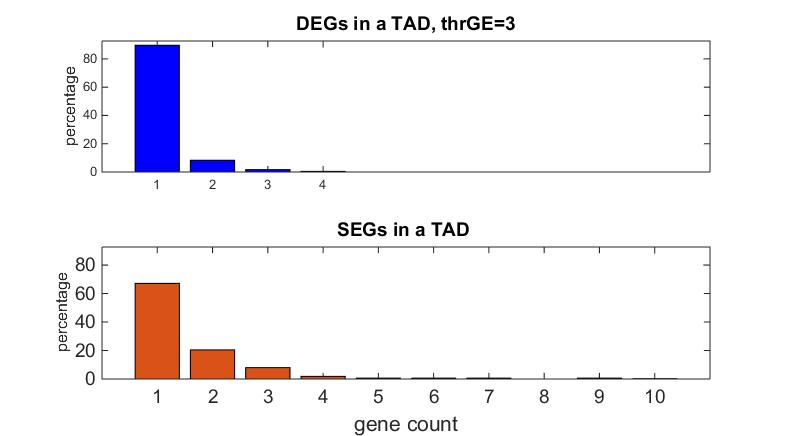 DEGs in a TAD, thrGE=3
percentage
80
60
40
20
0
1 2 3 4
SEGs in a TAD
percentage
80
60
40
20
0
1 2 3 4 5 6 7 8 9 10
gene count